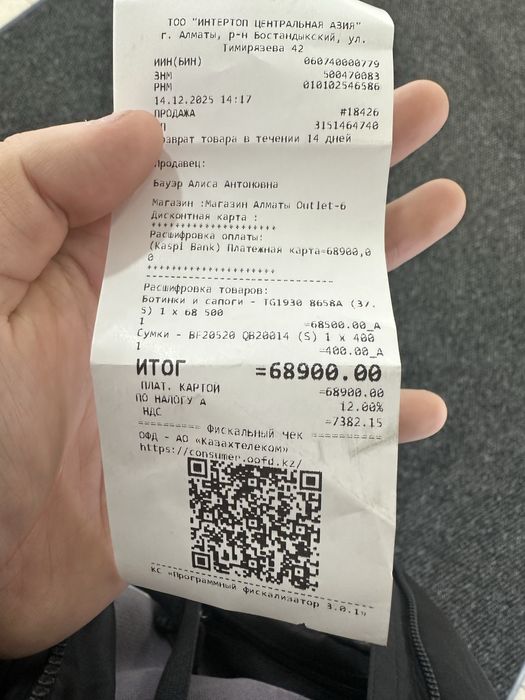 ТОО "ИНТЕРТОП ЦЕНТРАЛЬНАЯ АЗИЯ"
г. Алматы, р-н Бостандыкский, ул.
Тимирязева 42
ИИН(БИН) 060740000779
ЗНМ 500470083
РНМ 010102546586
14.12.2025 14:17
ПРОДАЖА #18426
3151464740
зврат товара в течении 14 дней
Продавец:
Бауэр Алиса Антоновна
Магазин :Магазин Алматы Outlet-6
Дисконтная карта :
*********************
Расшифровка оплаты:
(Kaspi Bank) Платежная карта=68900,0
0
*********************
------------------------------------
Расшифровка товаров:
Ботинки и сапоги - TG1930 8658A (37.
5) 1 x 68 500
1 =68500.00_А
Сумки - BF20520 QB20014 (S) 1 x 400
1 =400.00_А
ИТОГ =68900.00
ПЛАТ. КАРТОЙ =68900.00
ПО НАЛОГУ А 12.00%
НДС =7382.15
---------- Фискальный чек ----------
ОФД - АО «Казахтелеком»
https://consumer.oofd.kz/
КС «Программный фискализатор 3.0.1»